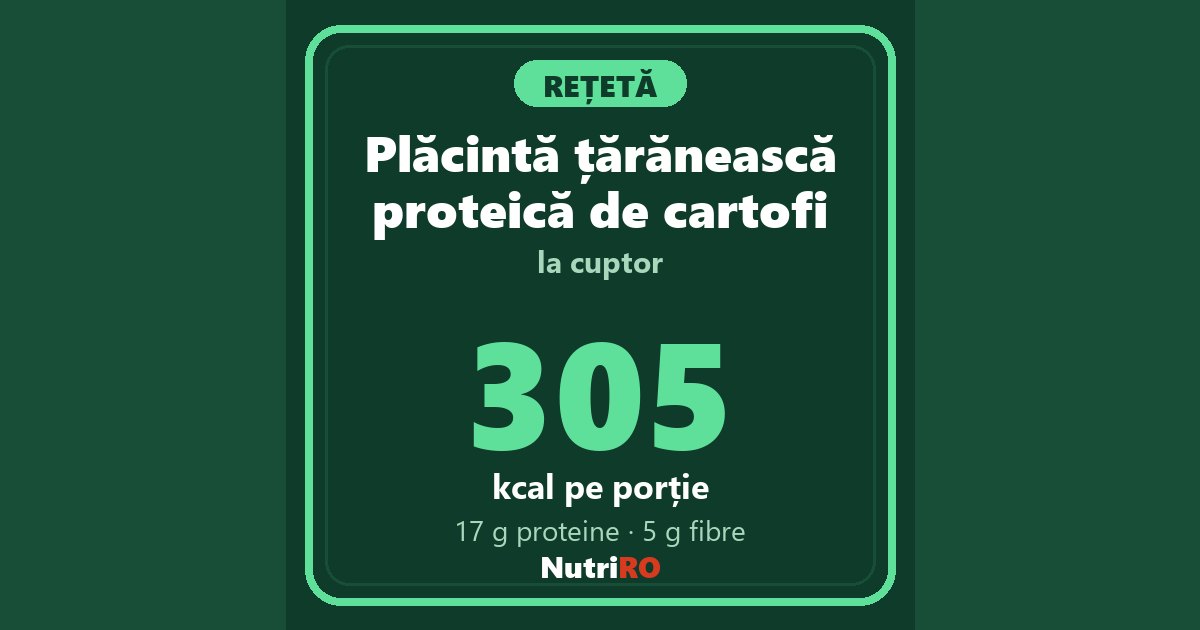 REȚETĂ
Plăcintă țărănească
proteică de cartofi
la cuptor
305
kcal pe porție
17 g proteine · 5 g fibre
NutriRO